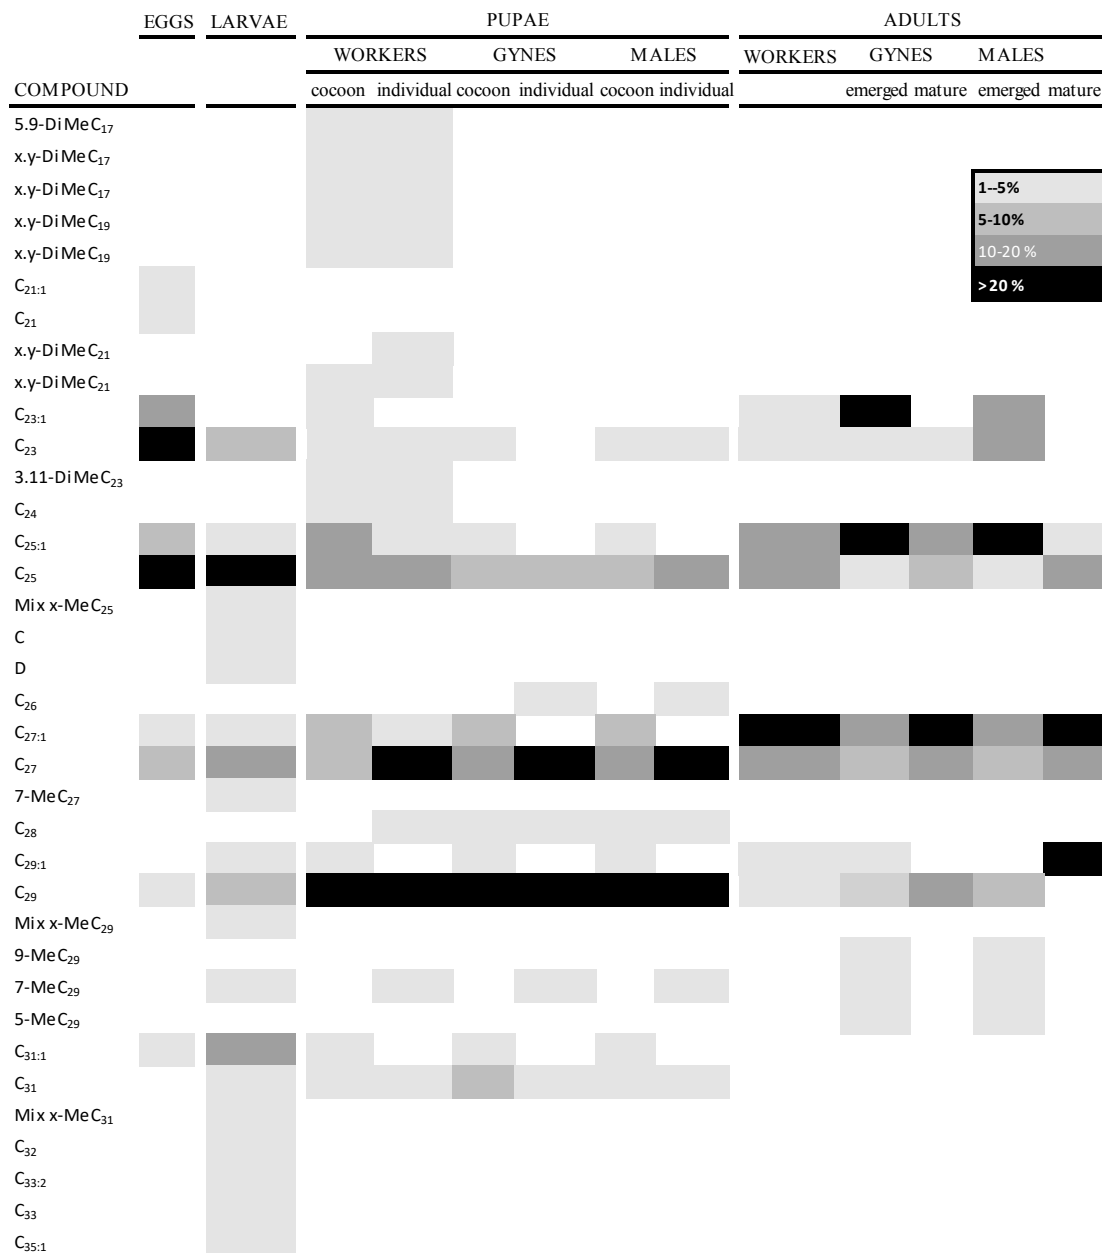 EGGS LARVAE PUPAE ADULTS
WORKERS GYNES MALES WORKERS GYNES MALES
COMPOUND cocoon individual cocoon individual cocoon individual emerged mature emerged mature
5.9-DiMeC₁₇
x.y-DiMeC₁₇
x.y-DiMeC₁₇
1--5%
x.y-DiMeC₁₉
5-10%
x.y-DiMeC₁₉
10-20 %
C₂₁:₁
>20 %
C₂₁
x.y-DiMeC₂₁
x.y-DiMeC₂₁
C₂₃:₁
C₂₃
3.11-DiMeC₂₃
C₂₄
C₂₅:₁
C₂₅
Mix x-MeC₂₅
C
D
C₂₆
C₂₇:₁
C₂₇
7-MeC₂₇
C₂₈
C₂₉:₁
C₂₉
Mix x-MeC₂₉
9-MeC₂₉
7-MeC₂₉
5-MeC₂₉
C₃₁:₁
C₃₁
Mix x-MeC₃₁
C₃₂
C₃₃:₂
C₃₃
C₃₅:₁